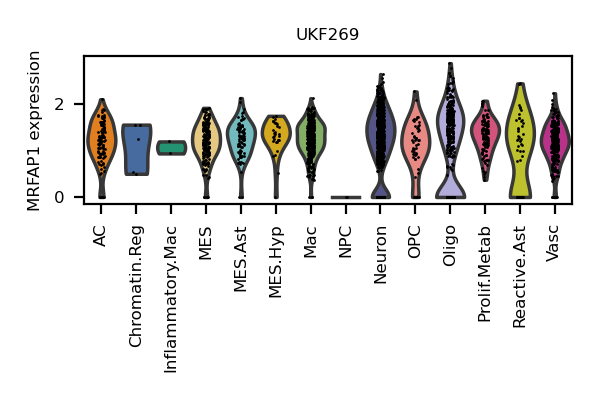 UKF269
MRFAP1 expression
2
0
AC
Chromatin.Reg
Inflammatory.Mac
MES
MES.Ast
MES.Hyp
Mac
NPC
Neuron
OPC
Oligo
Prolif.Metab
Reactive.Ast
Vasc